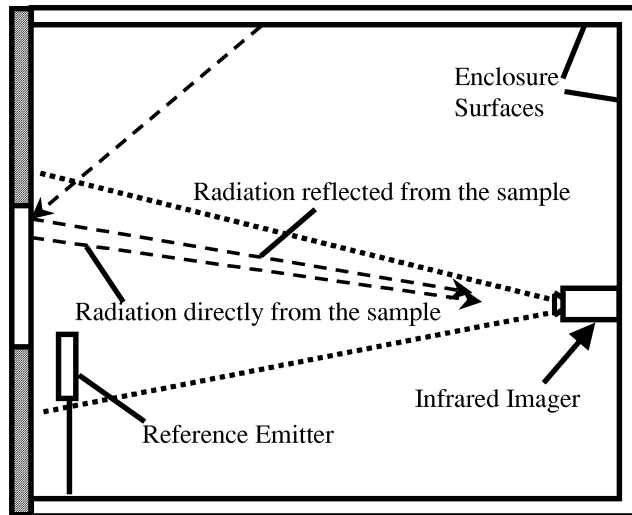 Enclosure
Surfaces
Radiation reflected from the sample
Radiation directly from the sample
Infrared Imager
Reference Emitter